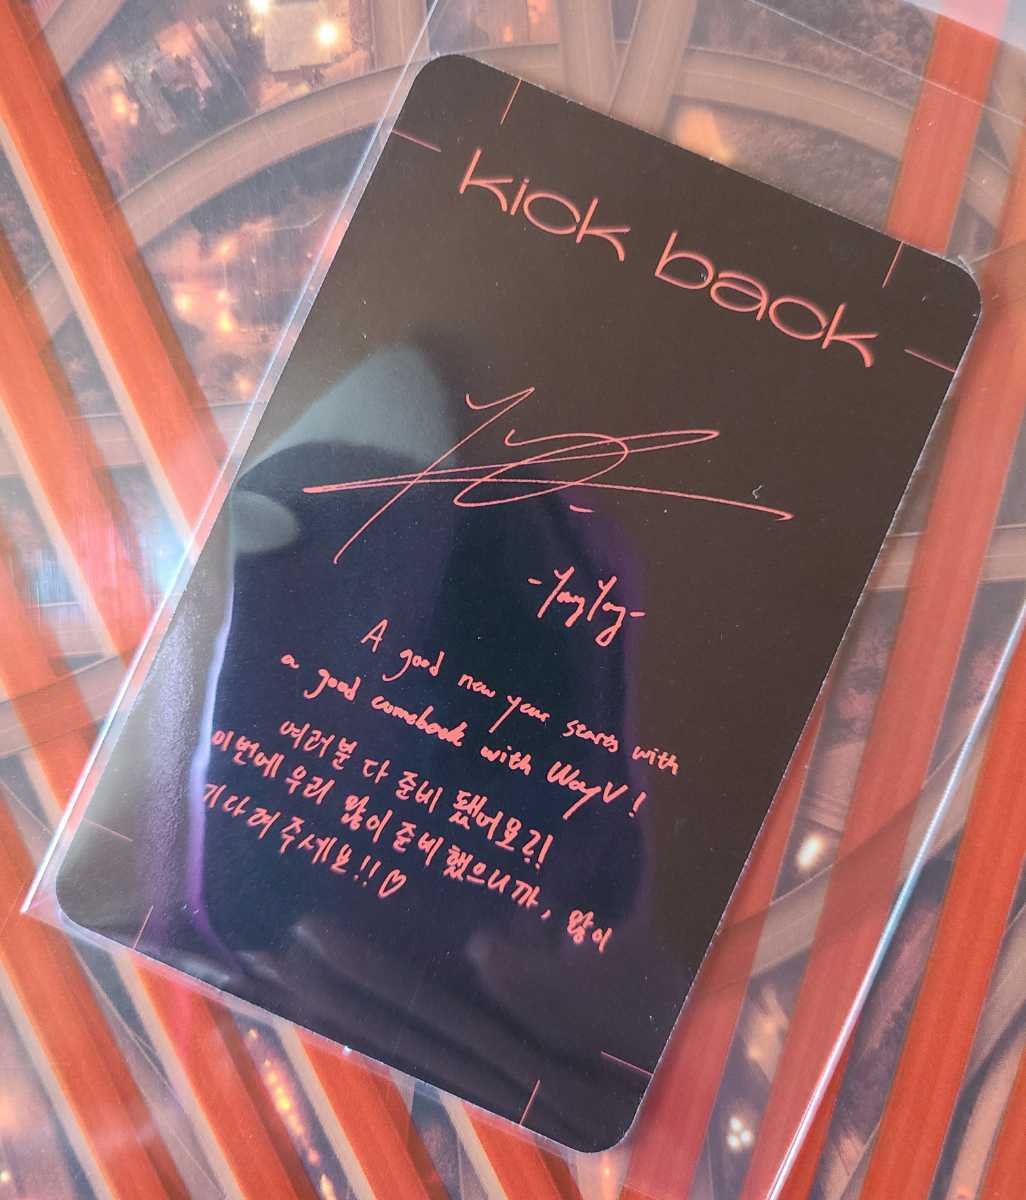 kick back
- YangYang -
A good new year starts with
a good comeback with WayV!
여러분 다 준비 됐어요?!
이번에 우리 많이 준비했으니까, 많이
기다려 주세요!!♡